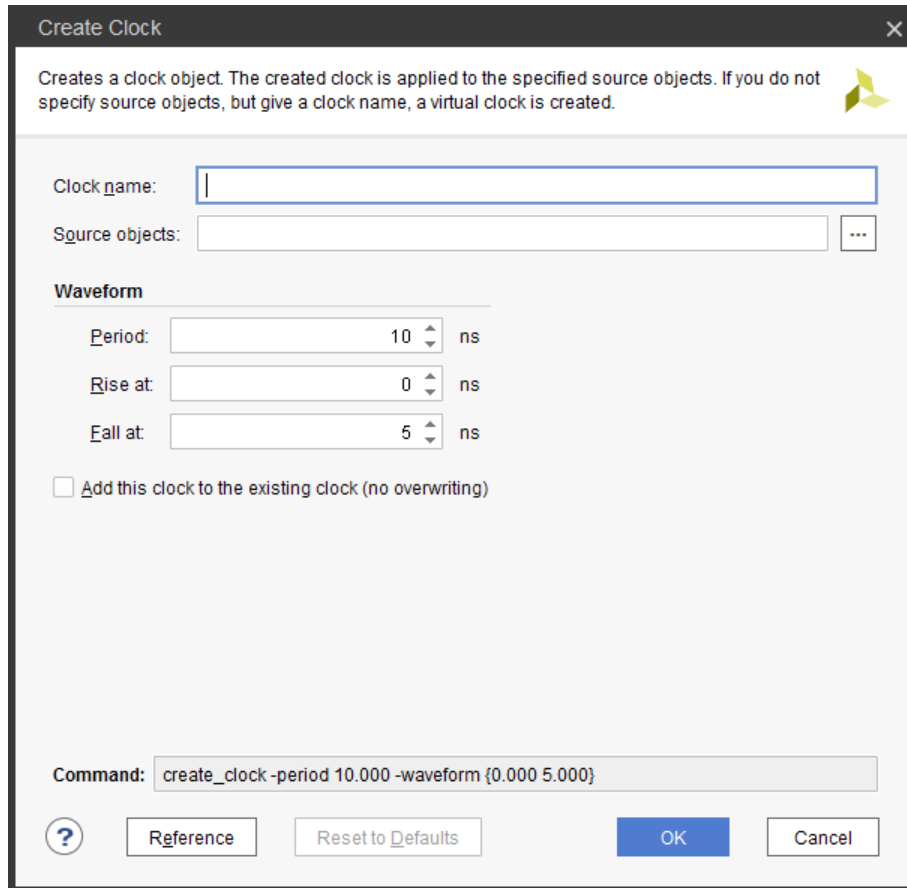 Create Clock
Creates a clock object. The created clock is applied to the specified source objects. If you do not
specify source objects, but give a clock name, a virtual clock is created.
Clock name:
Source objects: ...
Waveform
Period: 10 ns
Rise at: 0 ns
Fall at: 5 ns
Add this clock to the existing clock (no overwriting)
Command: create_clock -period 10.000 -waveform {0.000 5.000}
? Reference Reset to Defaults OK Cancel